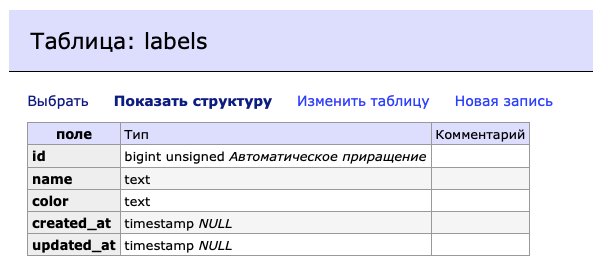 Таблица: labels
Выбрать Показать структуру Изменить таблицу Новая запись
поле Тип Комментарий
id bigint unsigned Автоматическое приращение
name text
color text
created_at timestamp NULL
updated_at timestamp NULL